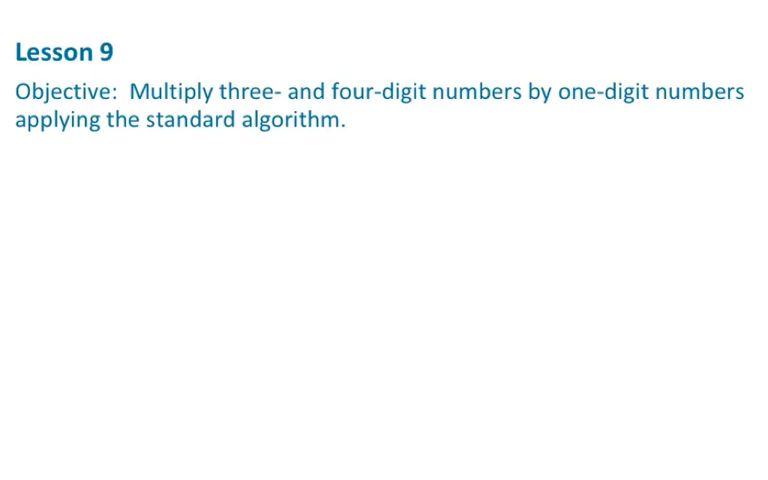 Lesson 9
Objective:  Multiply three- and four-digit numbers by one-digit numbers
applying the standard algorithm.